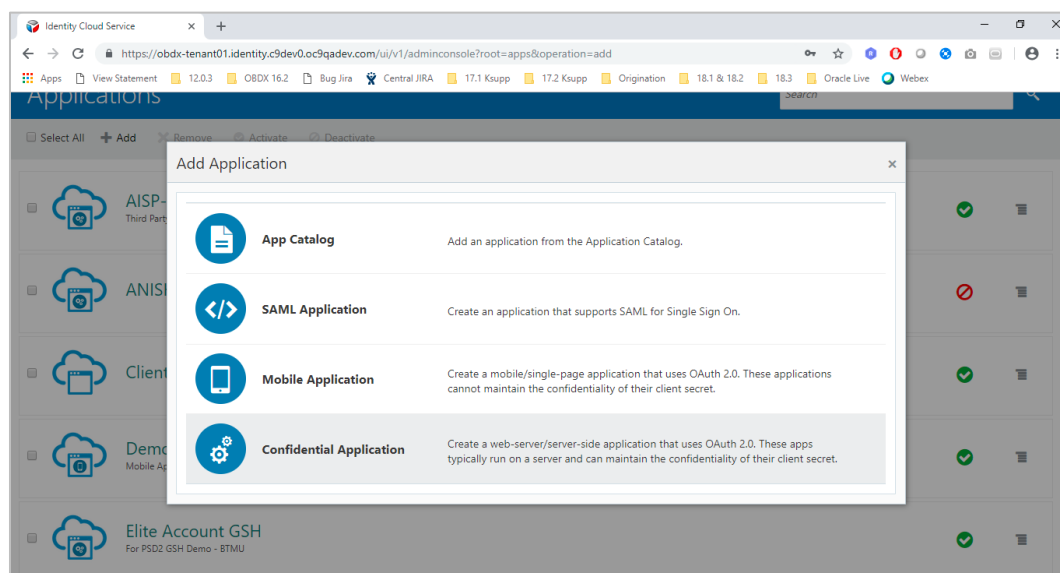 Identity Cloud Service
https://obdx-tenant01.identity.c9dev0.oc9qadev.com/ui/v1/adminconsole?root=apps&operation=add
Apps View Statement 12.0.3 OBDX 16.2 Bug Jira Central JIRA 17.1 Ksupp 17.2 Ksupp Origination 18.1 & 18.2 18.3 Oracle Live Webex
Applications Search
Select All Add Remove Activate Deactivate
Add Application
AISP-
Third Party
App Catalog Add an application from the Application Catalog.
ANISH
SAML Application Create an application that supports SAML for Single Sign On.
Client
Mobile Application Create a mobile/single-page application that uses OAuth 2.0. These applications
cannot maintain the confidentiality of their client secret.
Demo
Mobile Ap
Confidential Application Create a web-server/server-side application that uses OAuth 2.0. These apps
typically run on a server and can maintain the confidentiality of their client secret.
Elite Account GSH
For PSD2 GSH Demo - BTMU